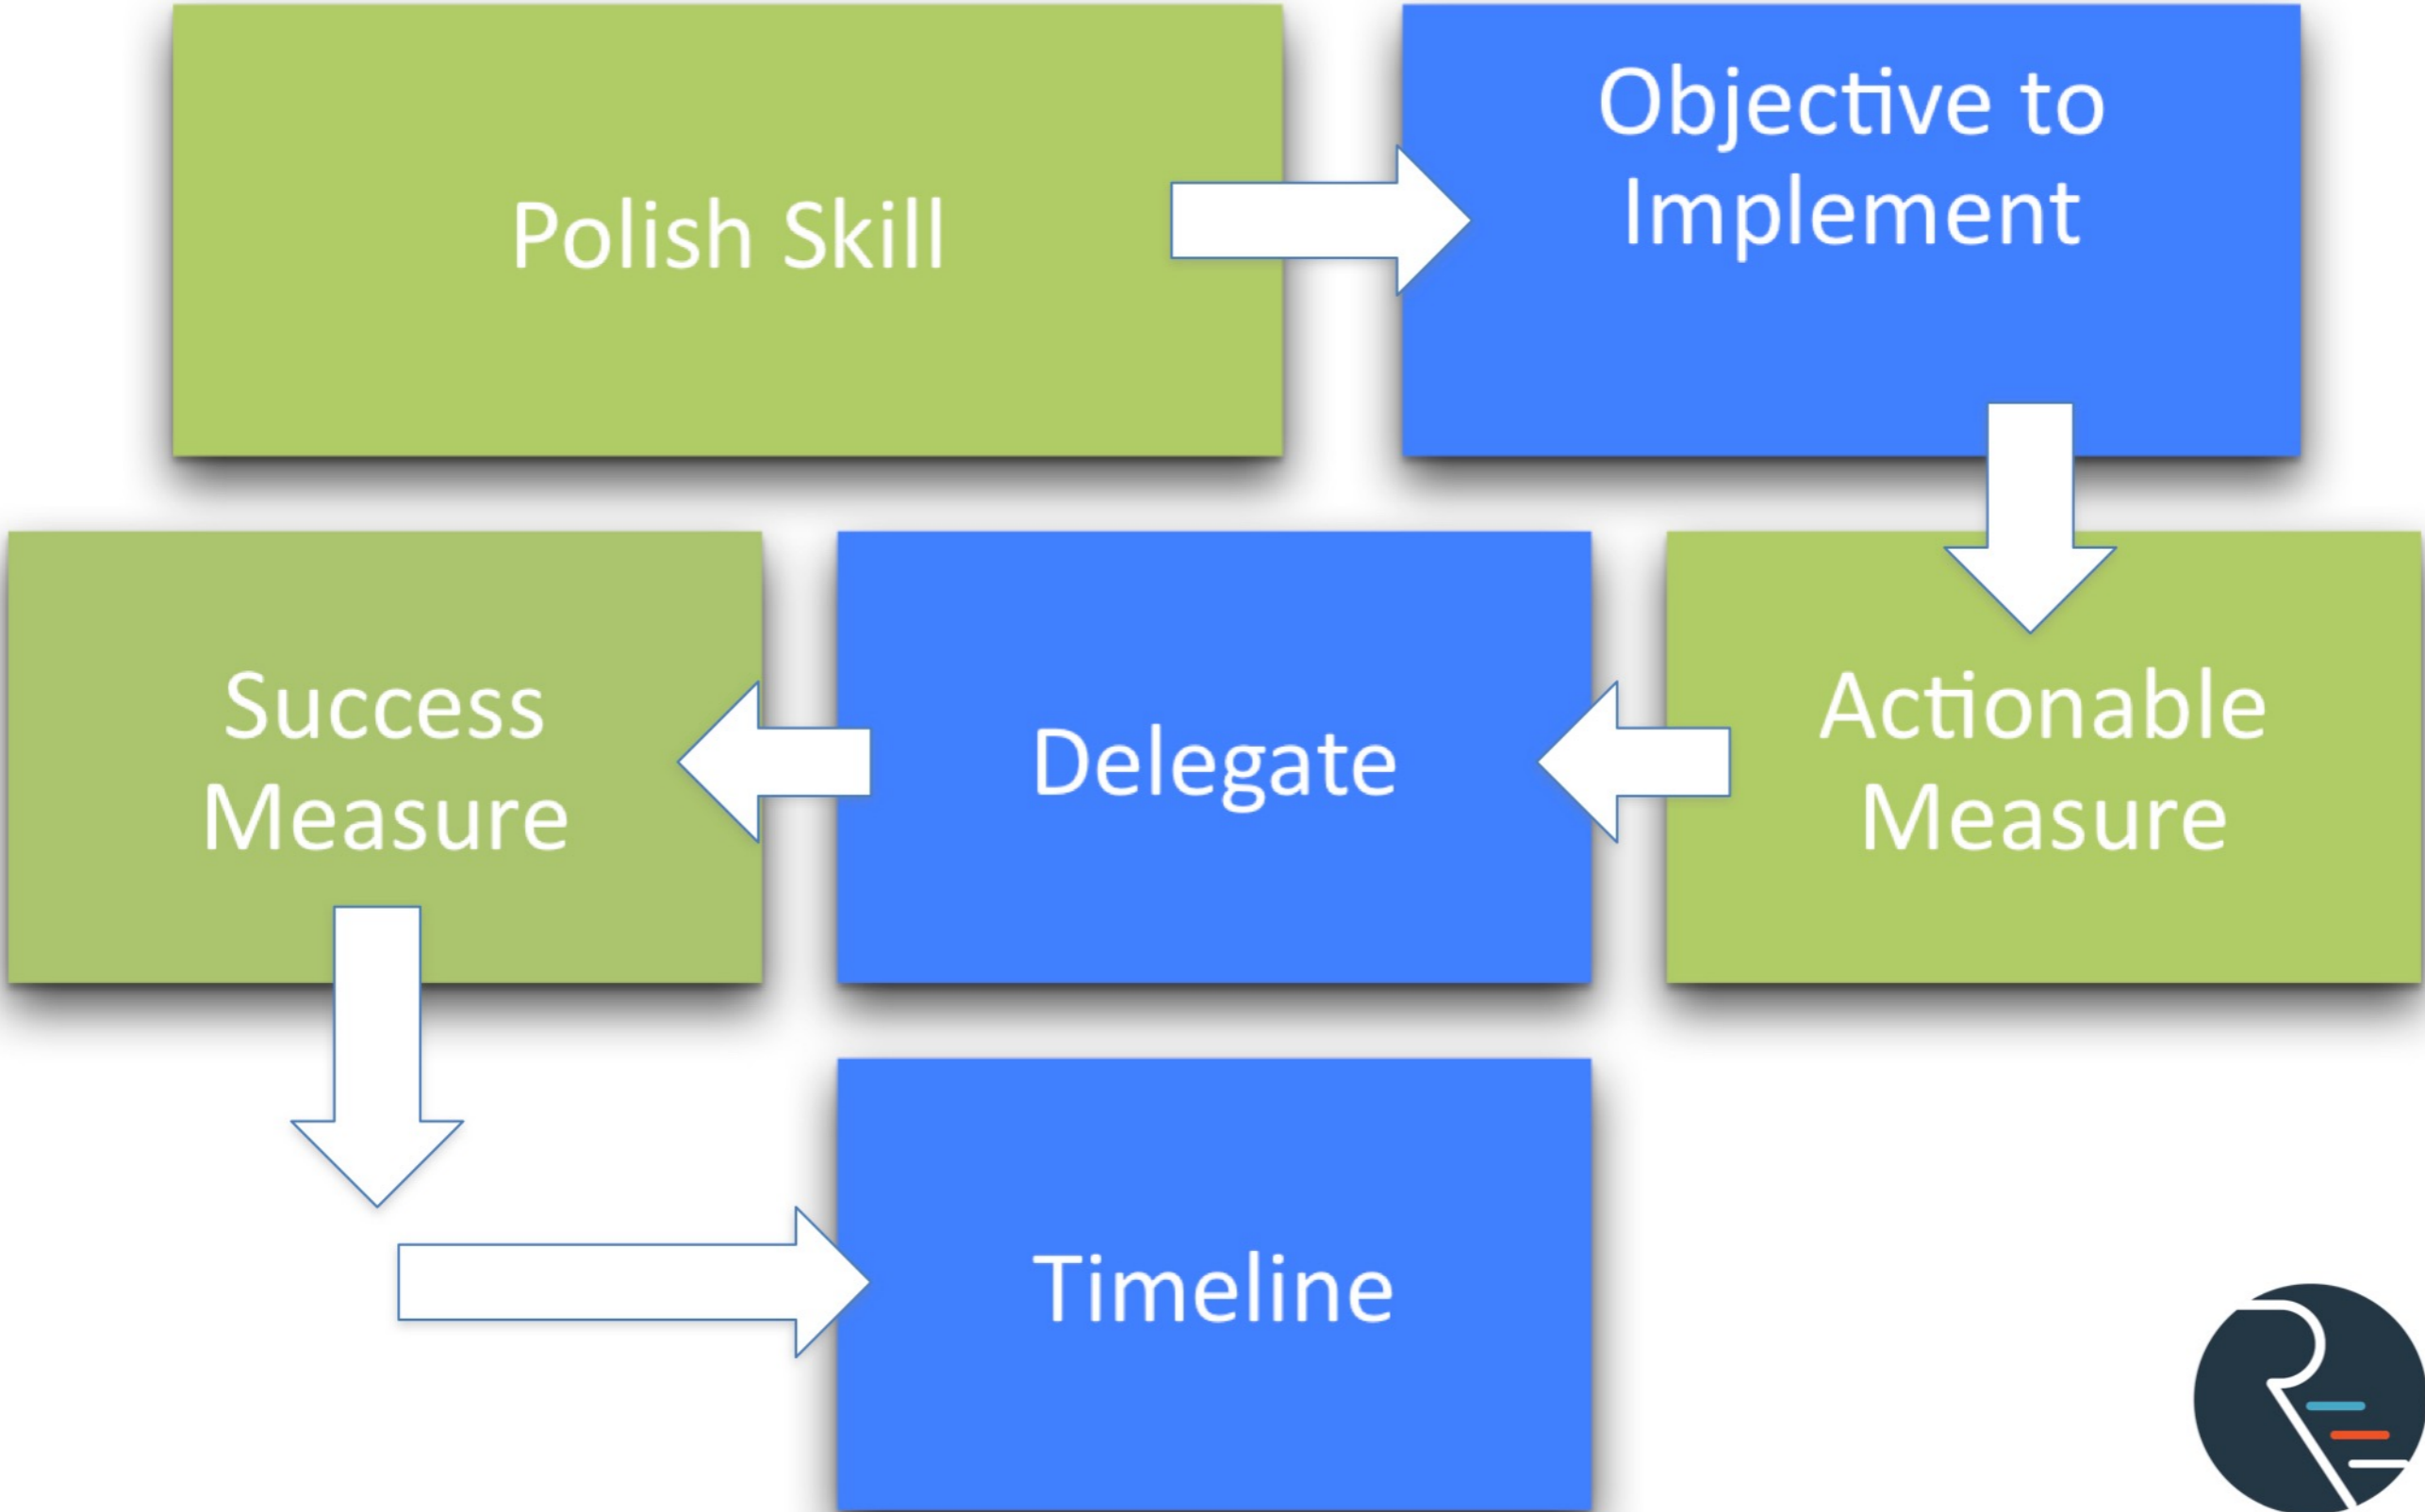 Polish Skill
Objective to
Implement
Success
Measure
Delegate
Actionable
Measure
Timeline